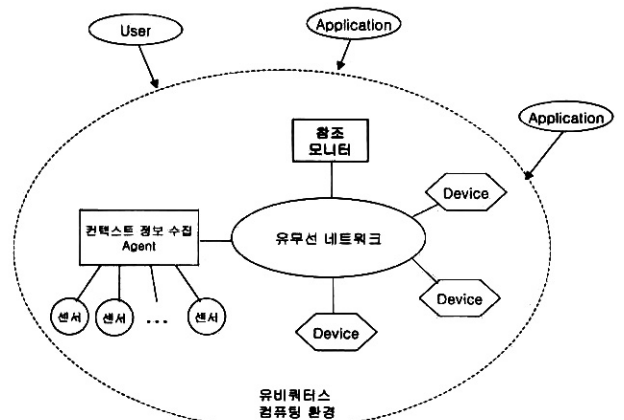 User
Application
Application
참조
모니터
Device
컨텍스트 정보 수집
Agent
유무선 네트워크
Device
센서
센서
...
센서
Device
유비쿼터스
컴퓨팅 환경